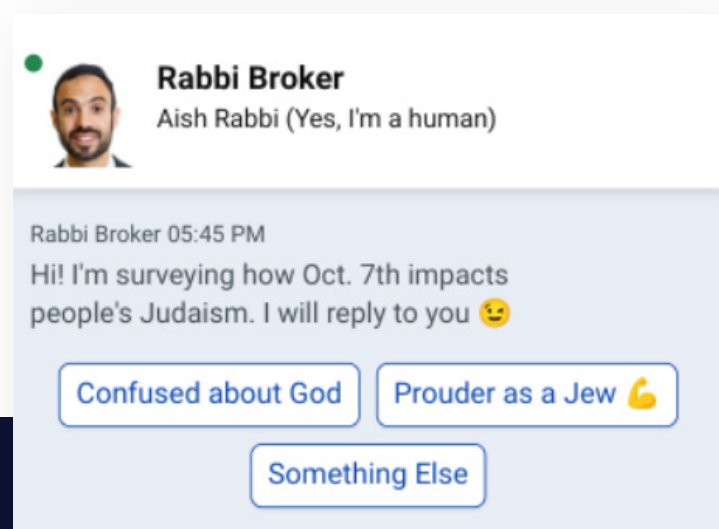 Rabbi Broker
Aish Rabbi (Yes, I'm a human)
Rabbi Broker 05:45 PM
Hi! I'm surveying how Oct. 7th impacts
people's Judaism. I will reply to you 😉
Confused about God
Prouder as a Jew 💪
Something Else